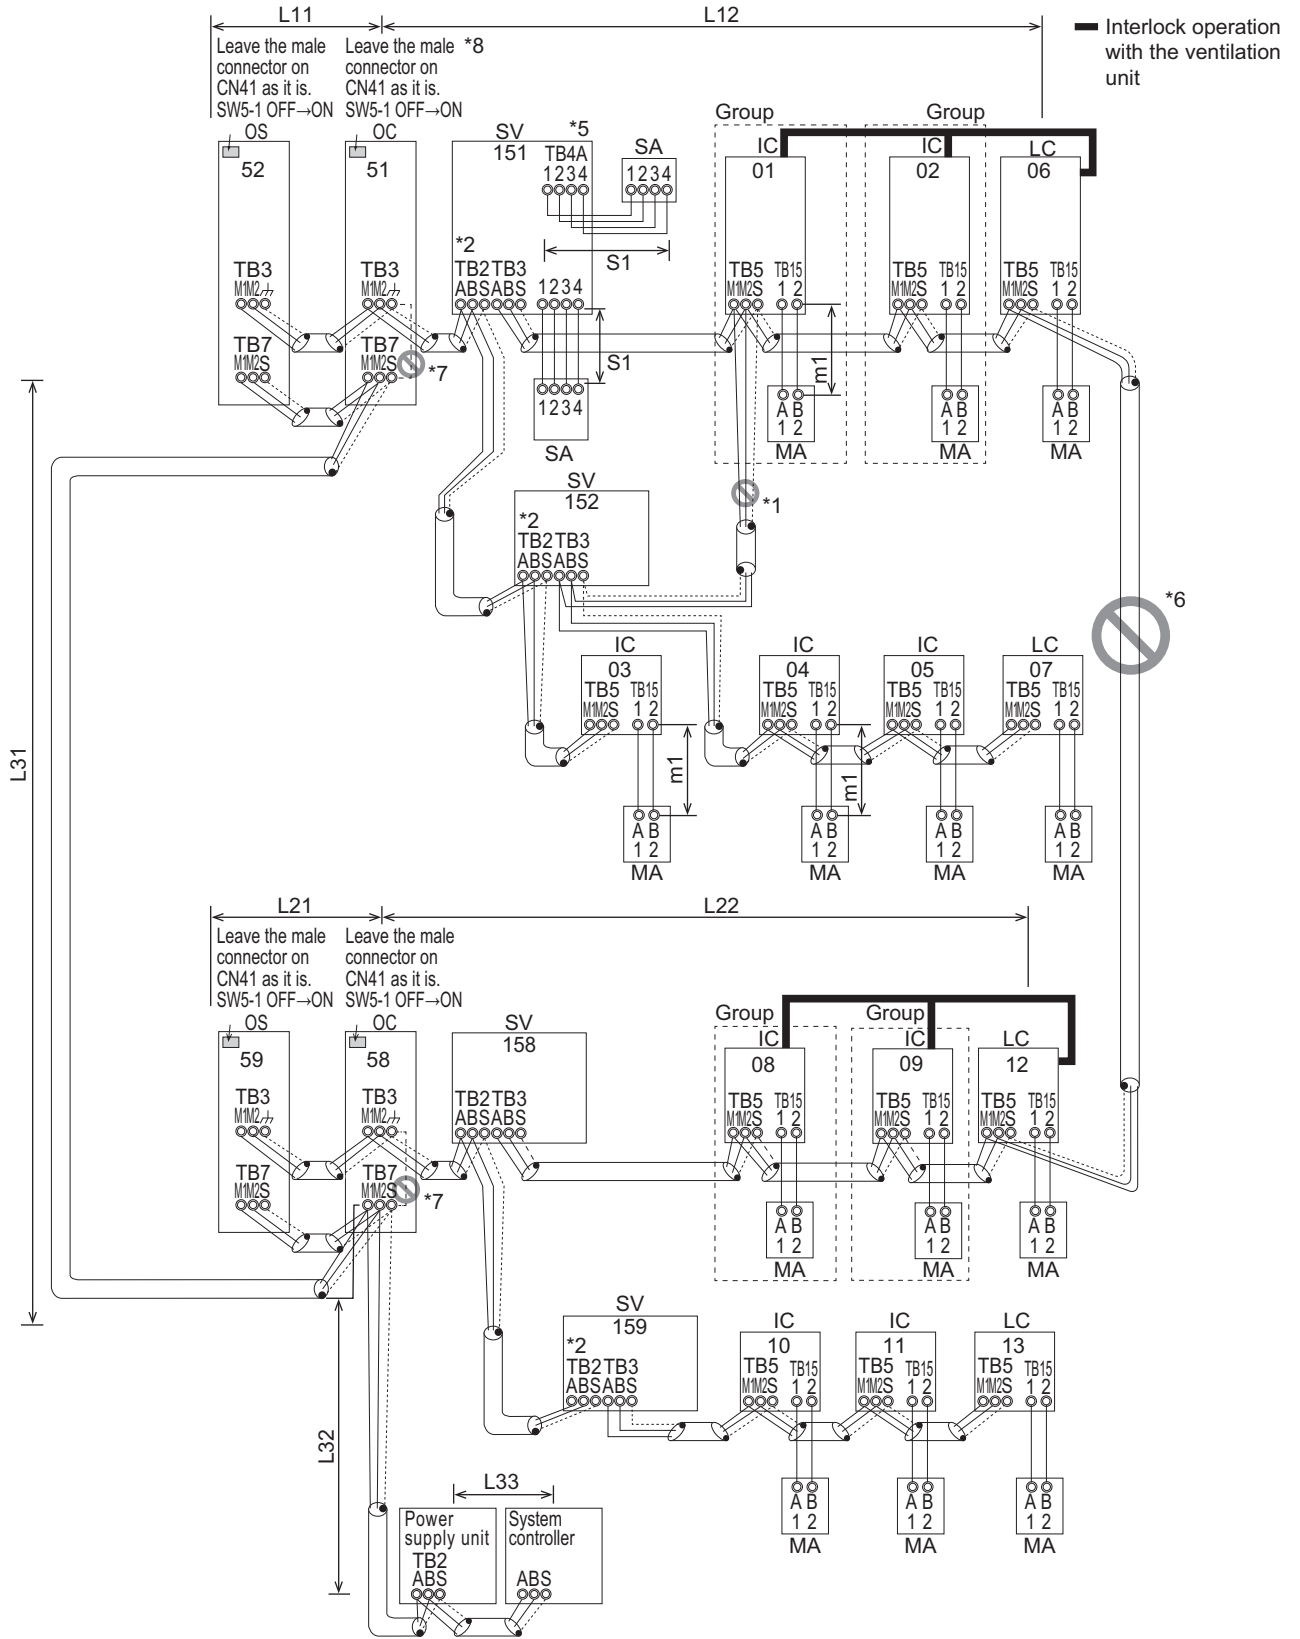 L11
L12
Interlock operation
with the ventilation
unit
Leave the male
connector on
CN41 as it is.
SW5-1 OFF→ON
Leave the male *8
connector on
CN41 as it is.
SW5-1 OFF→ON
OS
52
TB3
M1M2
TB7
M1M2S
OC
51
TB3
M1M2
TB7
M1M2S
*7
SV
151
*5
TB4A
1234
*2
TB2 TB3
ABSABS
1234
SA
1234
S1
S1
1234
SA
Group
IC
01
TB5 TB15
M1M2S 1 2
m1
A B
1 2
MA
Group
IC
02
TB5 TB15
M1M2S 1 2
A B
1 2
MA
LC
06
TB5 TB15
M1M2S 1 2
A B
1 2
MA
*1
*6
SV
152
*2
TB2TB3
ABSABS
IC
03
TB5 TB15
M1M2S 1 2
m1
A B
1 2
MA
IC
04
TB5 TB15
M1M2S 1 2
m1
A B
1 2
MA
IC
05
TB5 TB15
M1M2S 1 2
A B
1 2
MA
LC
07
TB5 TB15
M1M2S 1 2
A B
1 2
MA
L31
L21
L22
Leave the male
connector on
CN41 as it is.
SW5-1 OFF→ON
Leave the male
connector on
CN41 as it is.
SW5-1 OFF→ON
OS
59
TB3
M1M2
TB7
M1M2S
OC
58
TB3
M1M2
TB7
M1M2S
*7
SV
158
TB2TB3
ABSABS
Group
IC
08
TB5 TB15
M1M2S 1 2
A B
1 2
MA
Group
IC
09
TB5 TB15
M1M2S 1 2
A B
1 2
MA
LC
12
TB5 TB15
M1M2S 1 2
A B
1 2
MA
SV
159
*2
TB2 TB3
ABS ABS
IC
10
TB5 TB15
M1M2S 1 2
A B
1 2
MA
IC
11
TB5 TB15
M1M2S 1 2
A B
1 2
MA
LC
13
TB5 TB15
M1M2S 1 2
A B
1 2
MA
L32
L33
Power
supply unit
TB2
ABS
System
controller
ABS